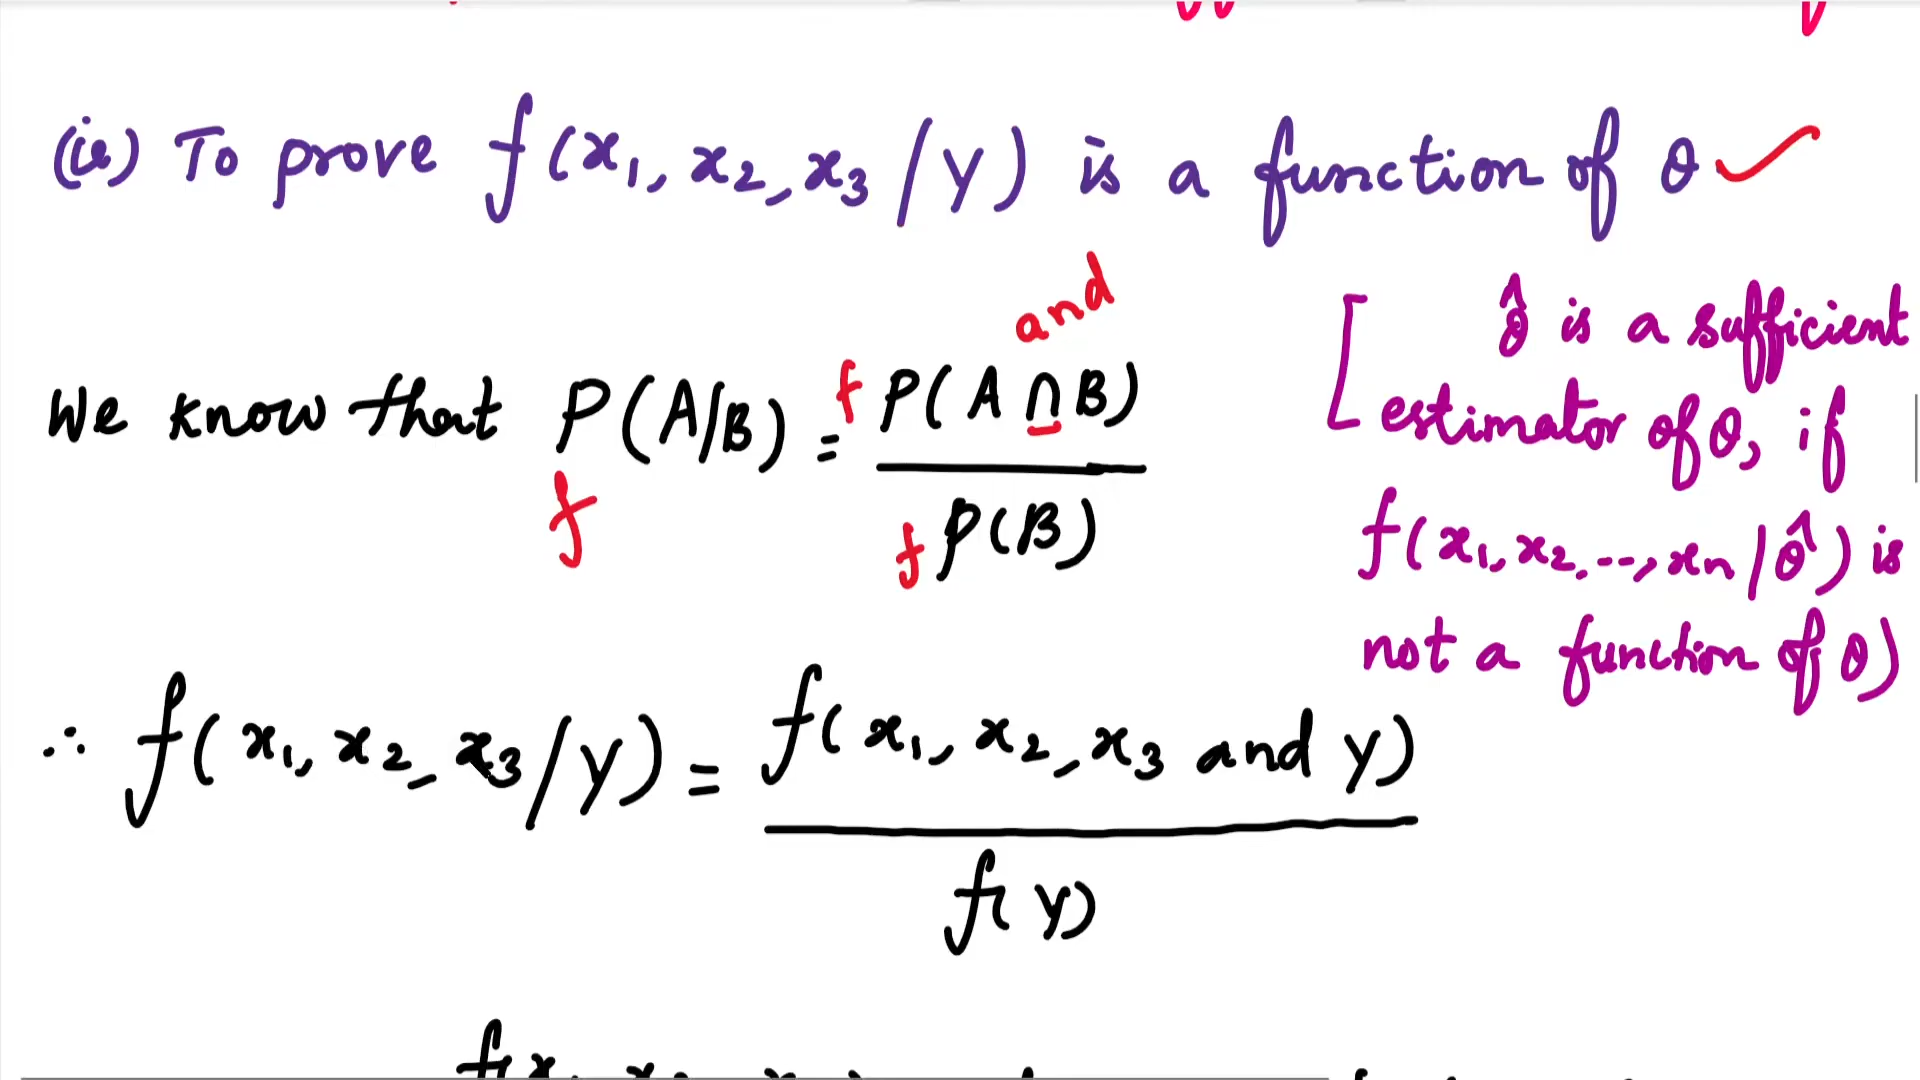 (ie) To prove f(x₁, x₂, x₃ / Y) is a function of θ ✓
and
We know that P(A/B) = P(A ∩ B)
f
f P(B)
f
[ θ̂ is a sufficient
estimator of θ, if
f(x₁, x₂, --, xn / θ̂) is
not a function of θ)
∴ f(x₁, x₂, x₃ / Y) = f(x₁, x₂, x₃ and Y)
f(Y)